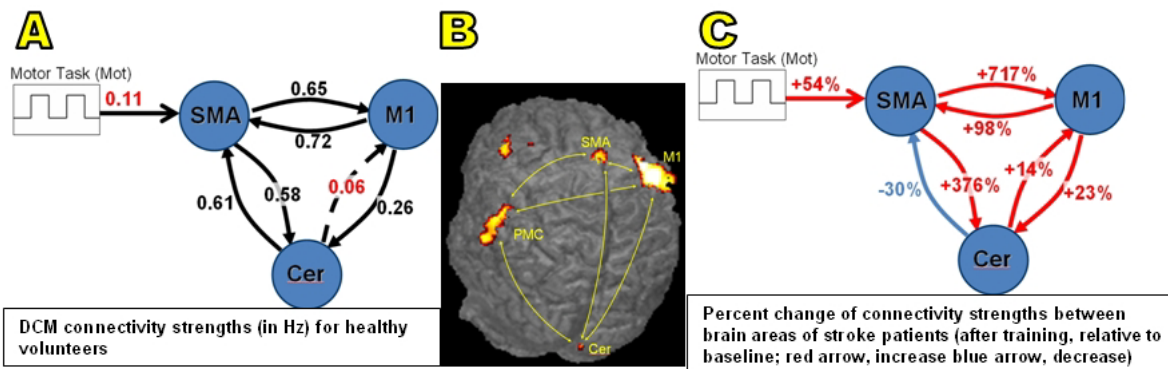 A
Motor Task (Mot)
0.11
SMA
0.65
0.72
M1
0.61
0.58
0.06
0.26
Cer
DCM connectivity strengths (in Hz) for healthy
volunteers
B
SMA
M1
PMC
Cer
C
Motor Task (Mot)
+54%
SMA
+717%
+98%
M1
-30%
+376%
+14%
+23%
Cer
Percent change of connectivity strengths between
brain areas of stroke patients (after training, relative to
baseline; red arrow, increase blue arrow, decrease)